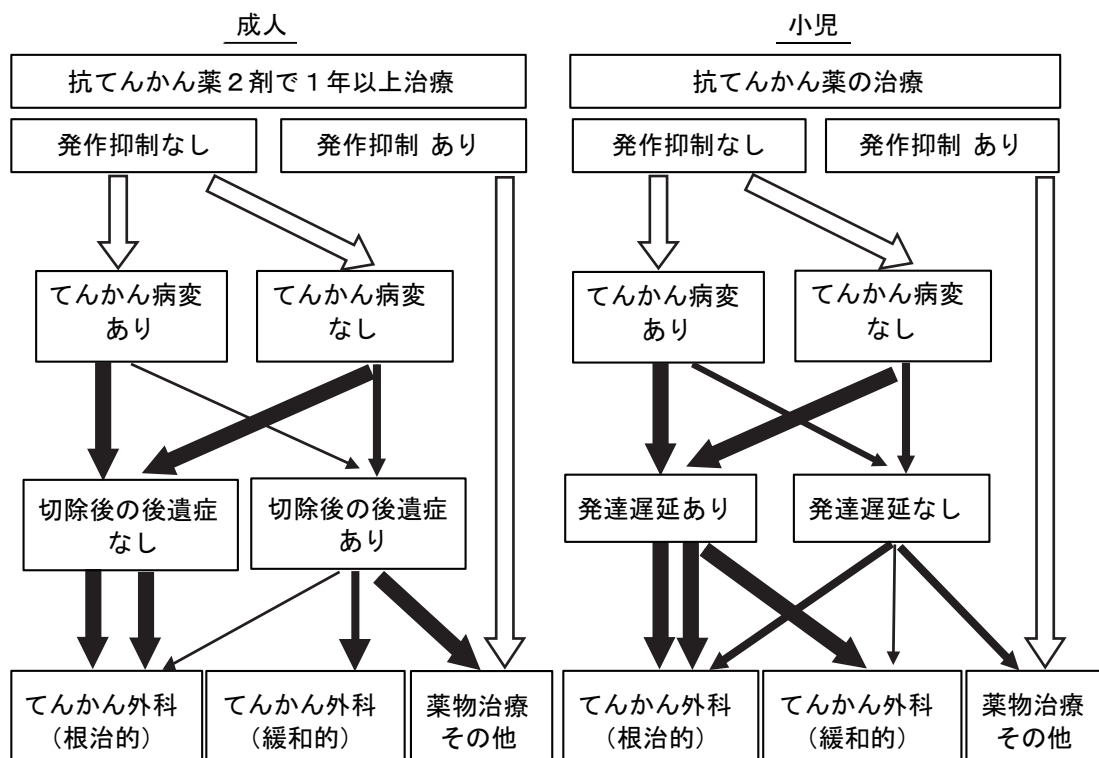 成人
抗てんかん薬２剤で１年以上治療
発作抑制なし
発作抑制 あり
てんかん病変
あり
てんかん病変
なし
切除後の後遺症
なし
切除後の後遺症
あり
てんかん外科
（根治的）
てんかん外科
（緩和的）
薬物治療
その他
小児
抗てんかん薬の治療
発作抑制なし
発作抑制 あり
てんかん病変
あり
てんかん病変
なし
発達遅延あり
発達遅延なし
てんかん外科
（根治的）
てんかん外科
（緩和的）
薬物治療
その他